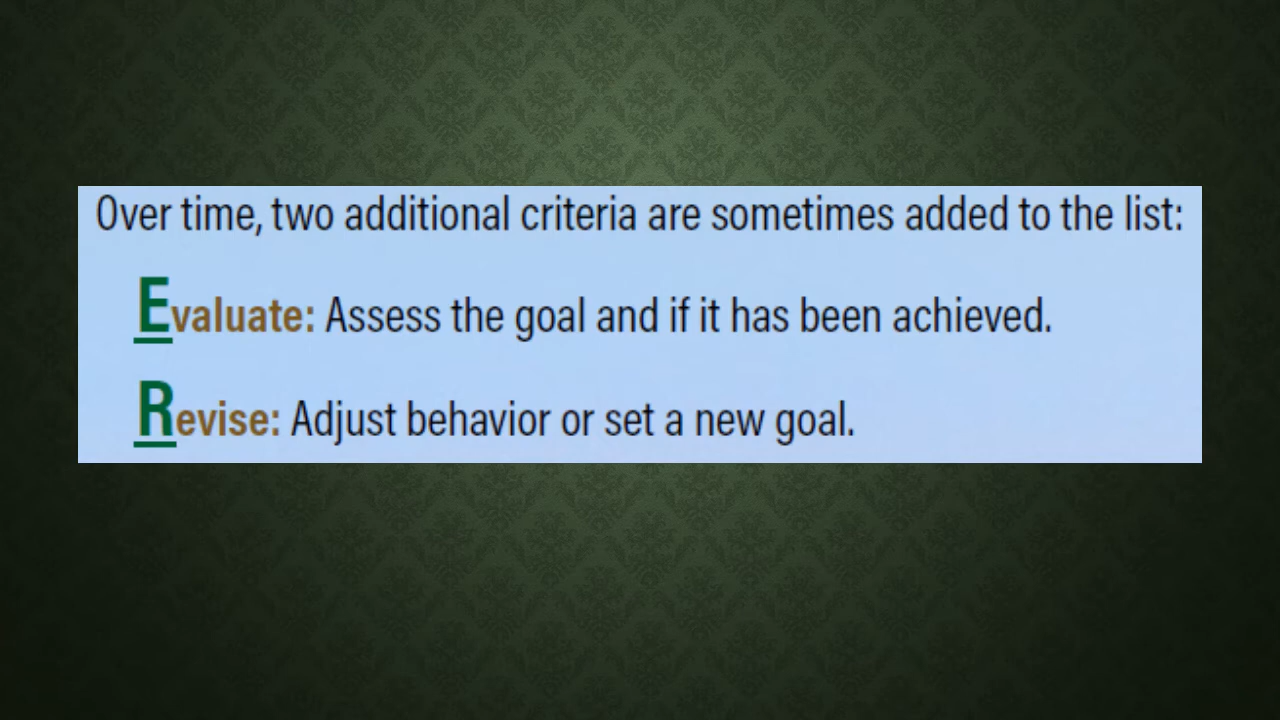 Over time, two additional criteria are sometimes added to the list:
Evaluate: Assess the goal and if it has been achieved.
Revise: Adjust behavior or set a new goal.